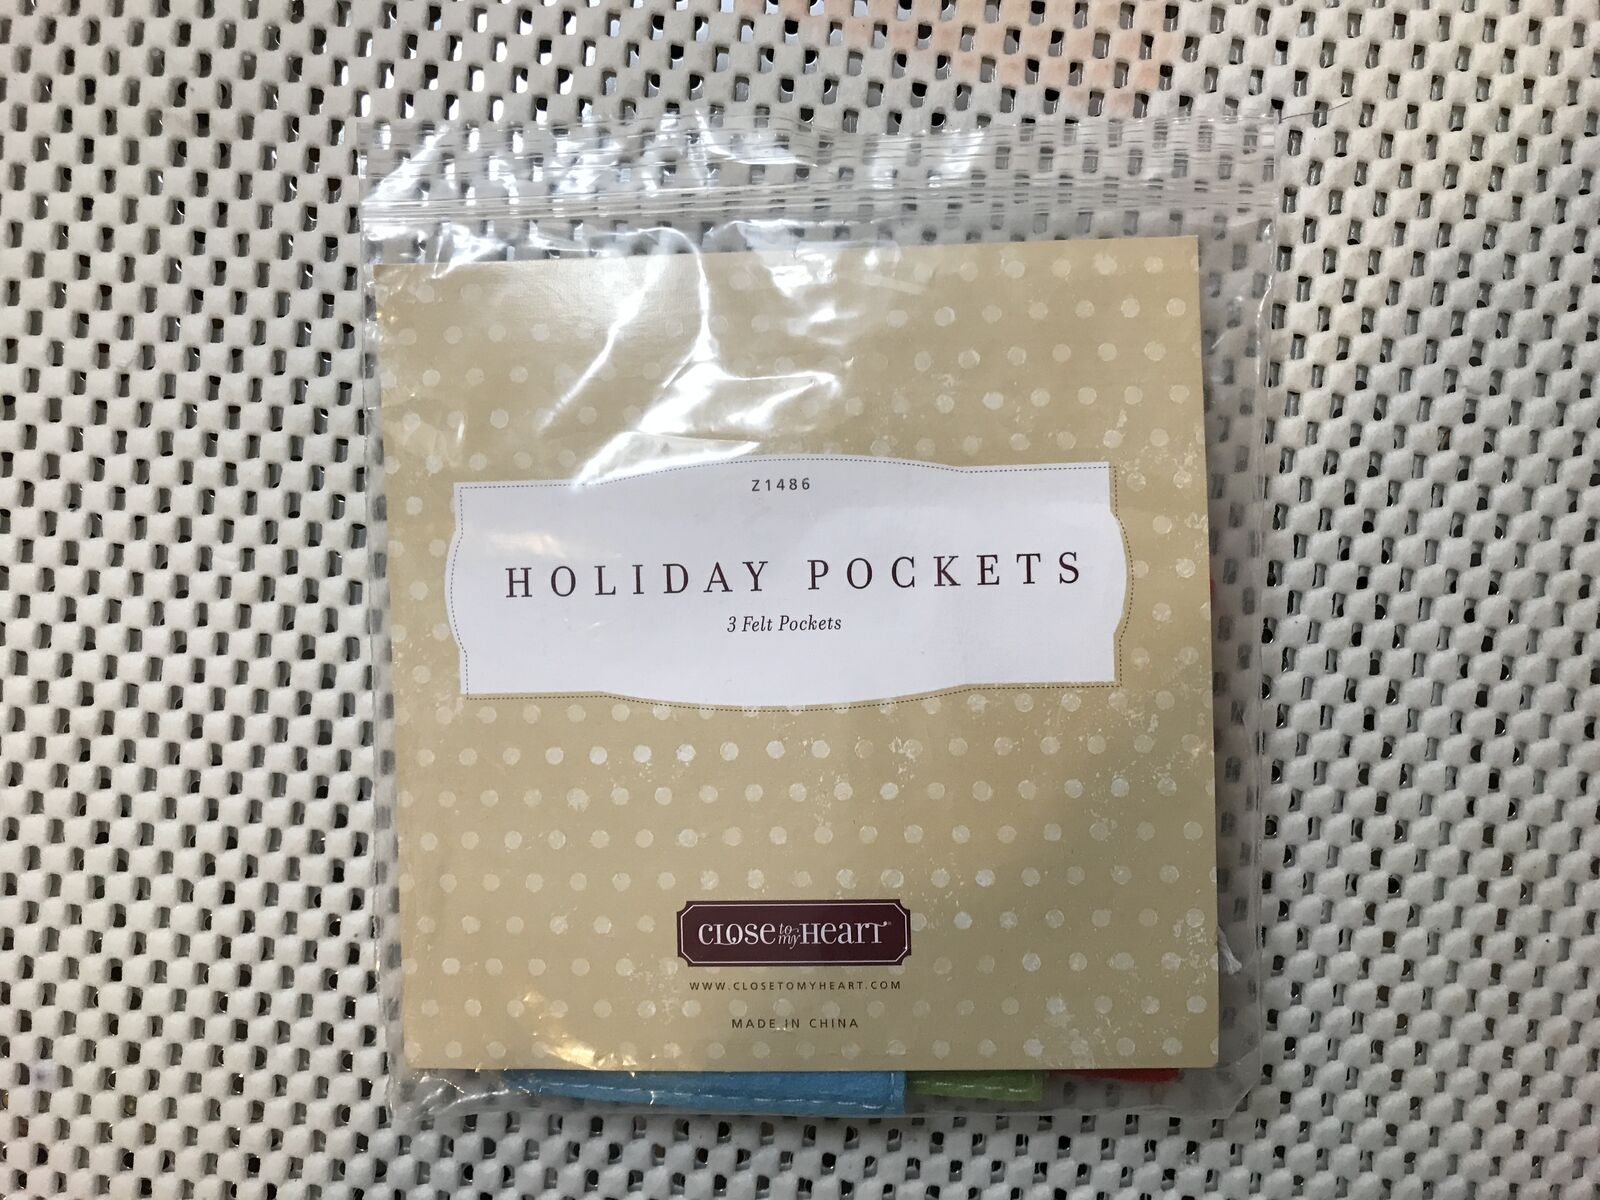 Z1486
HOLIDAY POCKETS
3 Felt Pockets
CLOSE to my HEART®
WWW.CLOSETOMYHEART.COM
MADE IN CHINA